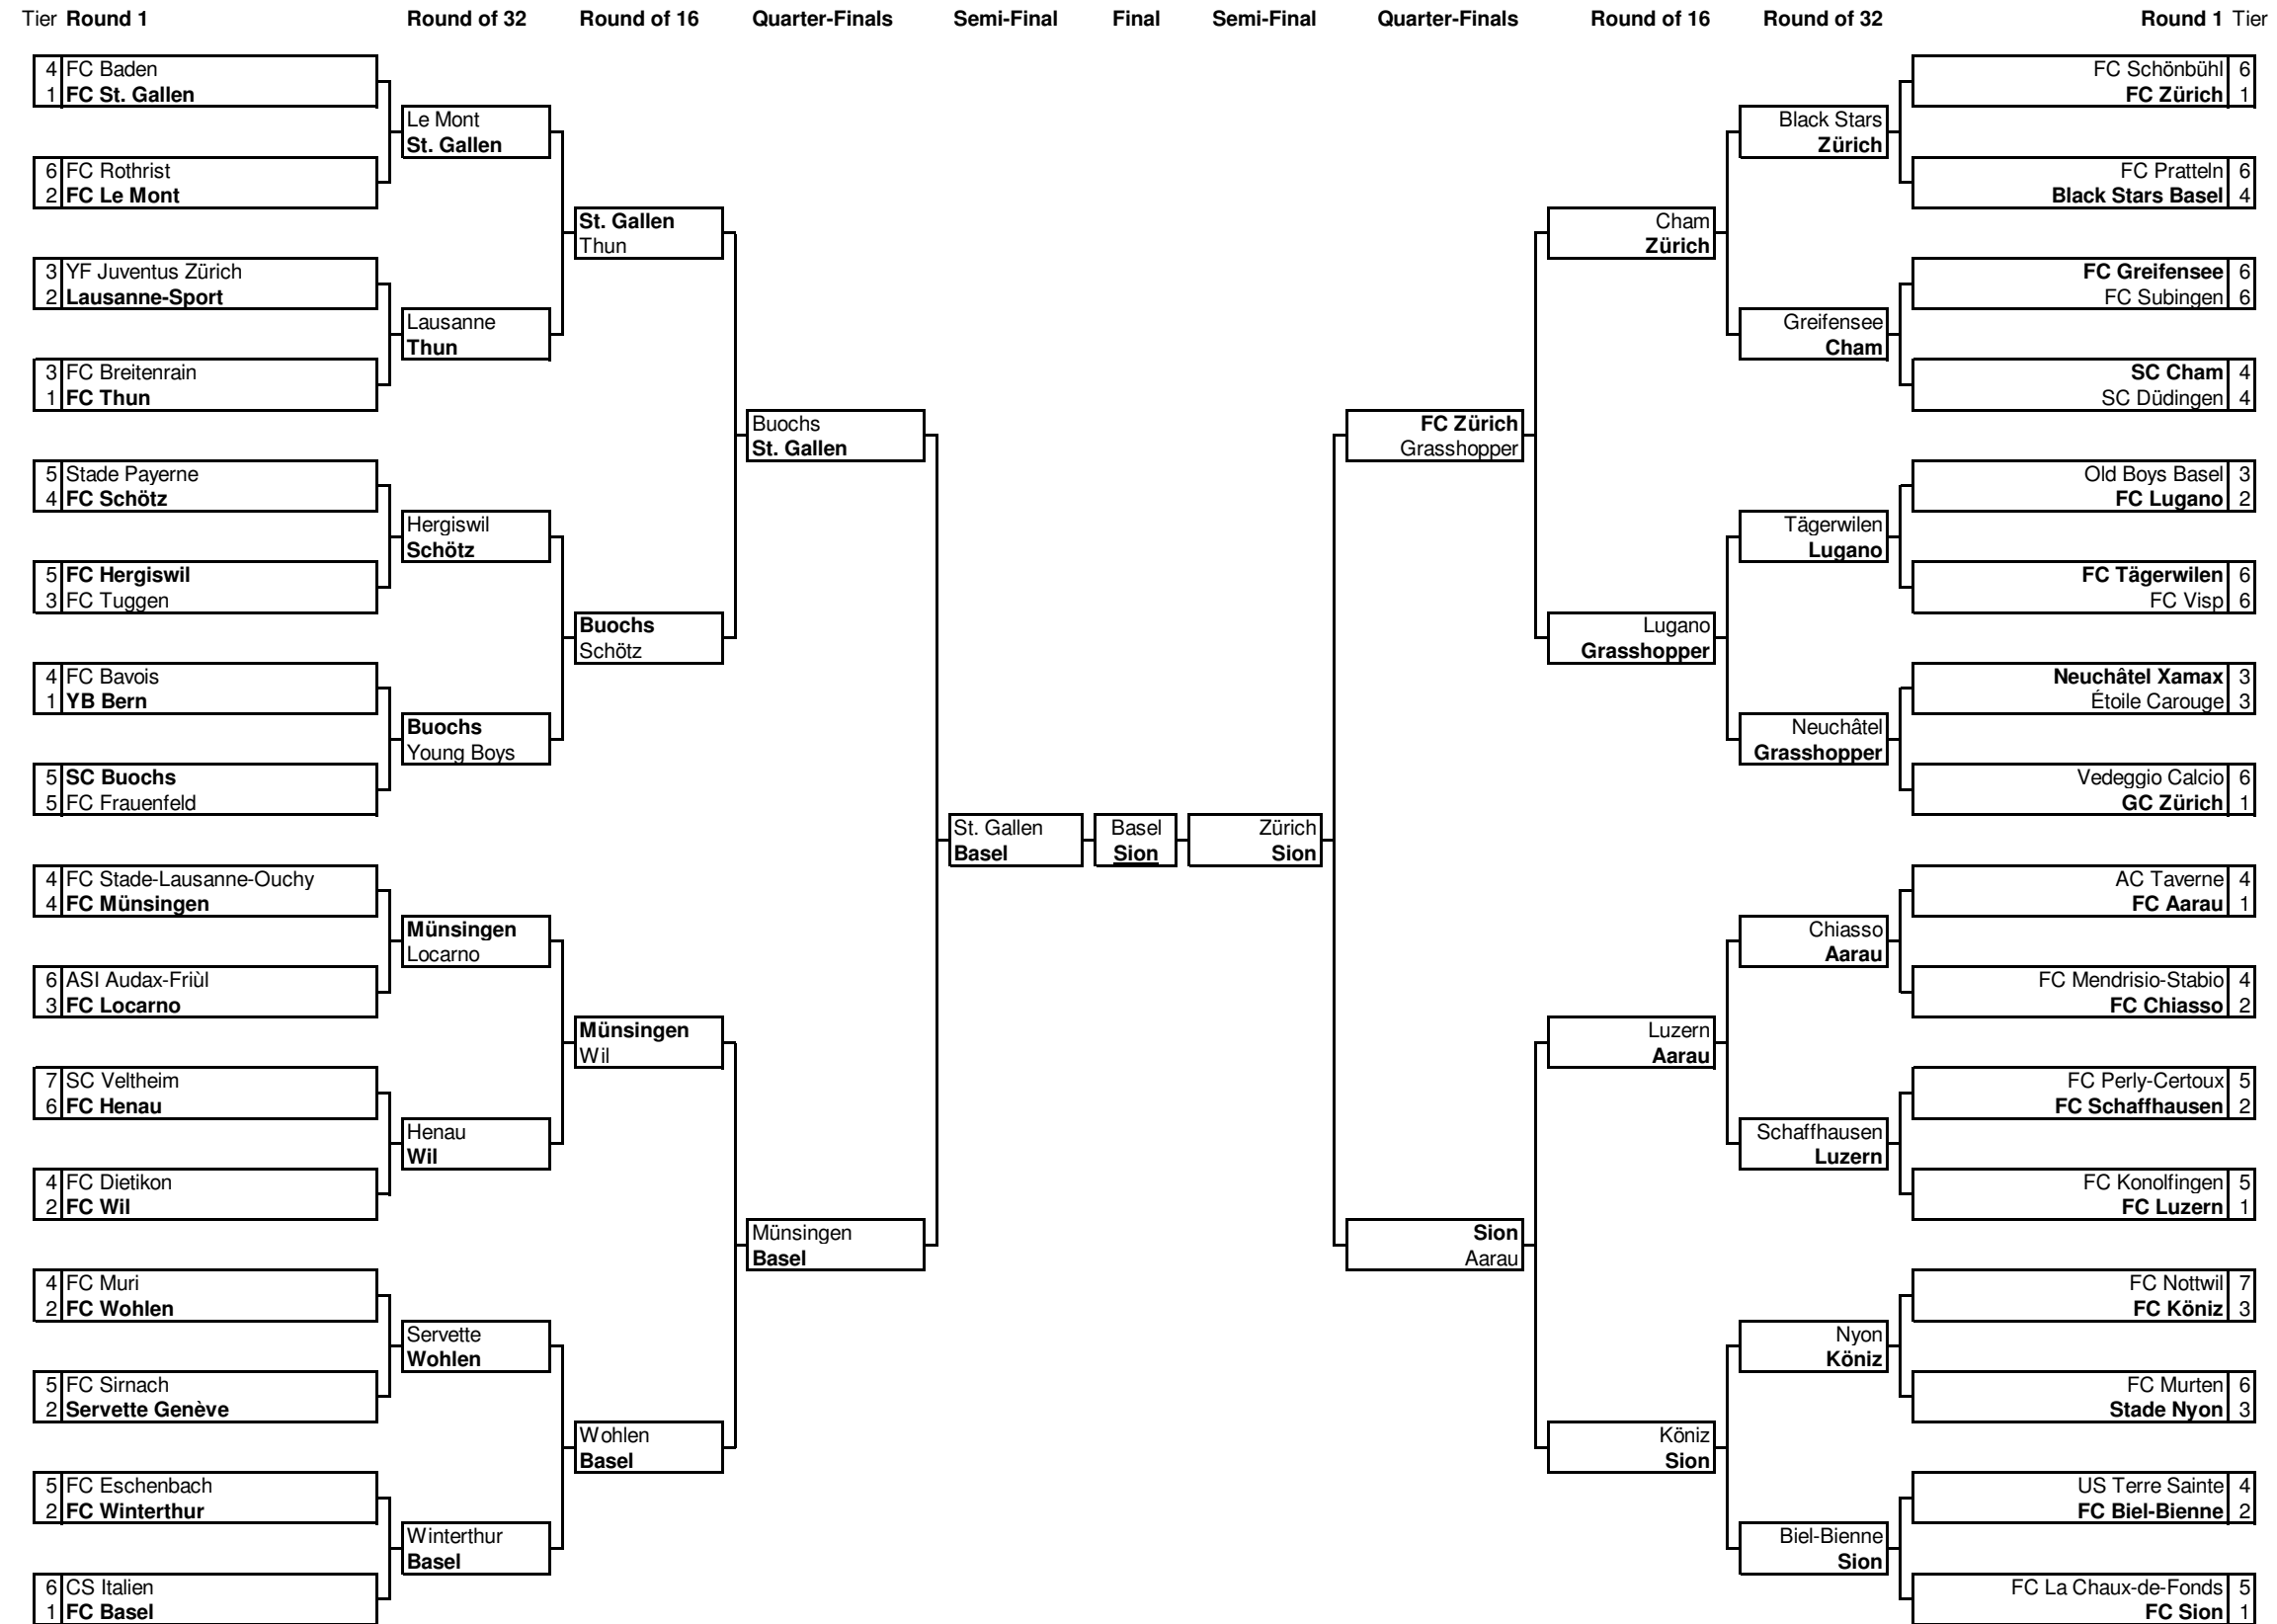 Tier Round 1 Round of 32 Round of 16 Quarter-Finals Semi-Final Final Semi-Final Quarter-Finals Round of 16 Round of 32 Round 1 Tier
4 FC Baden
1 FC St. Gallen
Le Mont
St. Gallen
6 FC Rothrist
2 FC Le Mont
St. Gallen
Thun
3 YF Juventus Zürich
2 Lausanne-Sport
Lausanne
Thun
3 FC Breitenrain
1 FC Thun
Buochs
St. Gallen
5 Stade Payerne
4 FC Schötz
Hergiswil
Schötz
5 FC Hergiswil
3 FC Tuggen
Buochs
Schötz
4 FC Bavois
1 YB Bern
Buochs
Young Boys
5 SC Buochs
5 FC Frauenfeld
St. Gallen
Basel
4 FC Stade-Lausanne-Ouchy
4 FC Münsingen
Münsingen
Locarno
6 ASI Audax-Friùl
3 FC Locarno
Münsingen
Wil
7 SC Veltheim
6 FC Henau
Henau
Wil
4 FC Dietikon
2 FC Wil
Münsingen
Basel
4 FC Muri
2 FC Wohlen
Servette
Wohlen
5 FC Sirnach
2 Servette Genève
Wohlen
Basel
5 FC Eschenbach
2 FC Winterthur
Winterthur
Basel
6 CS Italien
1 FC Basel
Basel
Sion
Zürich
Sion
FC Schönbühl 6
FC Zürich 1
Black Stars
Zürich
FC Pratteln 6
Black Stars Basel 4
Cham
Zürich
FC Greifensee 6
FC Subingen 6
Greifensee
Cham
SC Cham 4
SC Düdingen 4
FC Zürich
Grasshopper
Old Boys Basel 3
FC Lugano 2
Tägerwilen
Lugano
FC Tägerwilen 6
FC Visp 6
Lugano
Grasshopper
Neuchâtel Xamax 3
Étoile Carouge 3
Neuchâtel
Grasshopper
Vedeggio Calcio 6
GC Zürich 1
AC Taverne 4
FC Aarau 1
Chiasso
Aarau
FC Mendrisio-Stabio 4
FC Chiasso 2
Luzern
Aarau
FC Perly-Certoux 5
FC Schaffhausen 2
Schaffhausen
Luzern
FC Konolfingen 5
FC Luzern 1
Sion
Aarau
FC Nottwil 7
FC Köniz 3
Nyon
Köniz
FC Murten 6
Stade Nyon 3
Köniz
Sion
US Terre Sainte 4
FC Biel-Bienne 2
Biel-Bienne
Sion
FC La Chaux-de-Fonds 5
FC Sion 1